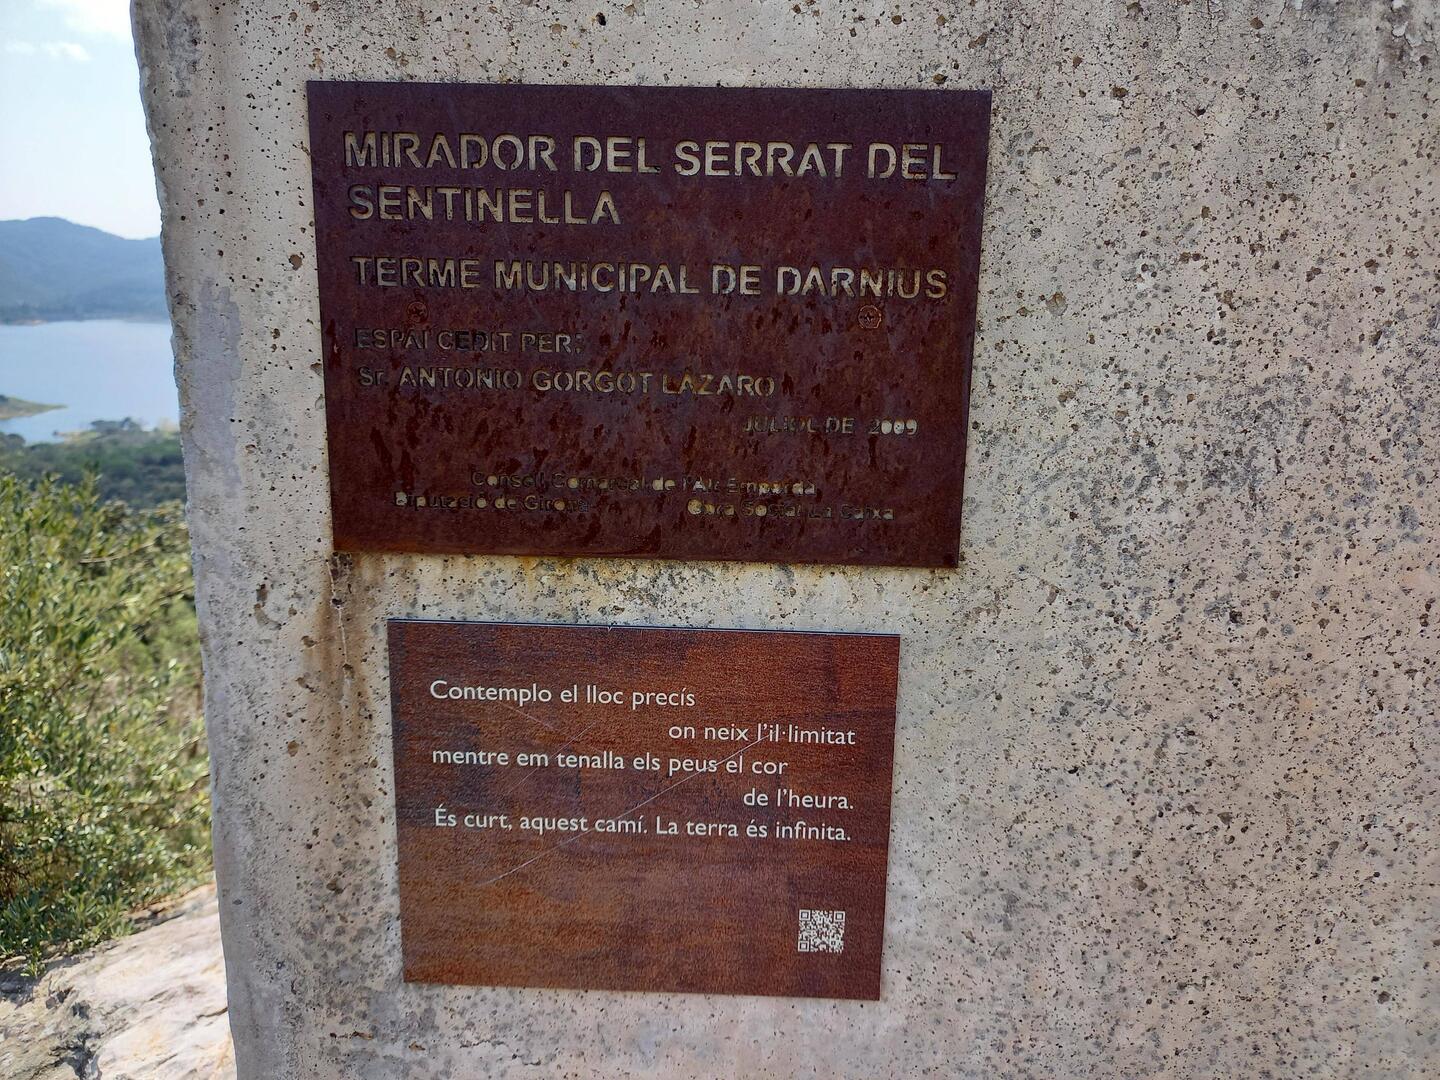 MIRADOR DEL SERRAT DEL
SENTINELLA
TERME MUNICIPAL DE DARNIUS
ESPAI CEDIT PER:
Sr. ANTONIO GORGOT LAZARO
JULIOL DE 2009
Consell Comarcal de l'Alt Empordà
Diputació de Girona Obra Social La Caixa
Contemplo el lloc precís
on neix l'il·limitat
mentre em tenalla els peus el cor
de l'heura.
És curt, aquest camí. La terra és infinita.